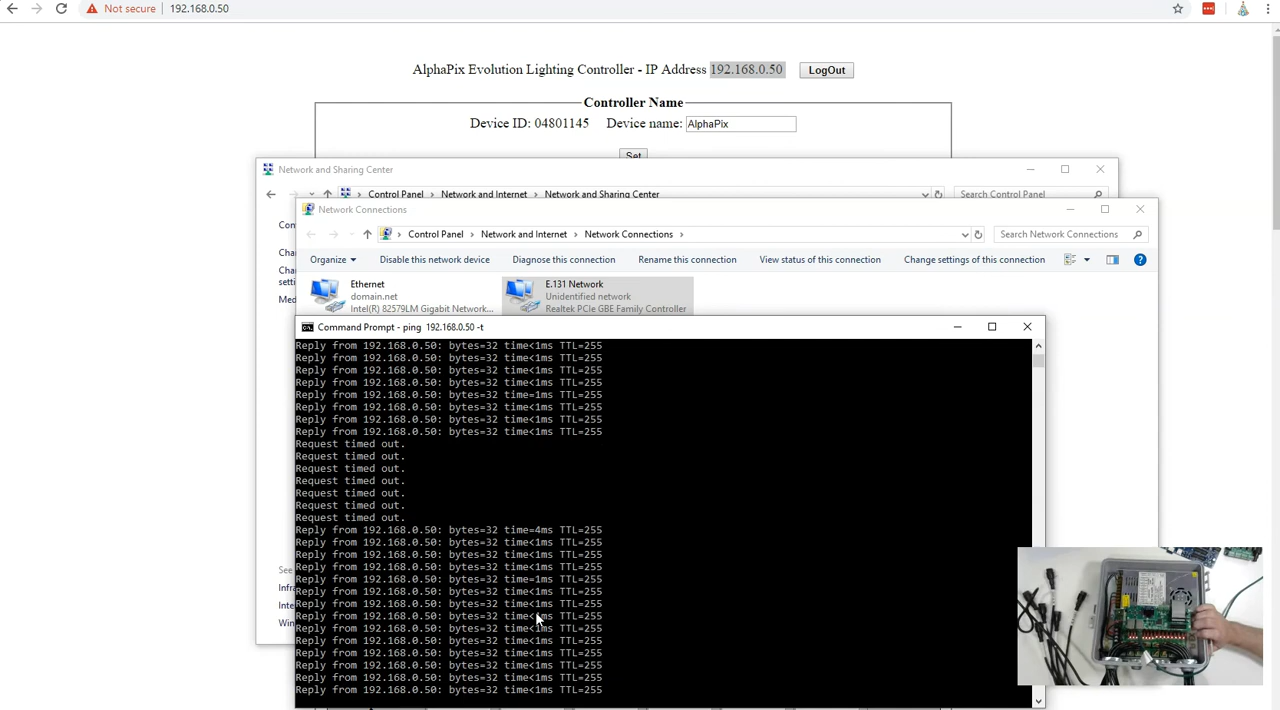 Not secure | 192.168.0.50
AlphaPix Evolution Lighting Controller - IP Address 192.168.0.50 LogOut
Controller Name
Device ID: 04801145 Device name: AlphaPix
Set
Network and Sharing Center
Control Panel > Network and Internet > Network and Sharing Center Search Control Panel
Network Connections
Control Panel > Network and Internet > Network Connections > Search Network Connections
Organize Disable this network device Diagnose this connection Rename this connection View status of this connection Change settings of this connection
Con
Cha
Cha
setti
Med
Ethernet
domain.net
Intel(R) 82579LM Gigabit Network...
E.131 Network
Unidentified network
Realtek PCIe GBE Family Controller
Command Prompt - ping 192.168.0.50 -t
Reply from 192.168.0.50: bytes=32 time<1ms TTL=255
Reply from 192.168.0.50: bytes=32 time<1ms TTL=255
Reply from 192.168.0.50: bytes=32 time<1ms TTL=255
Reply from 192.168.0.50: bytes=32 time<1ms TTL=255
Reply from 192.168.0.50: bytes=32 time=1ms TTL=255
Reply from 192.168.0.50: bytes=32 time<1ms TTL=255
Reply from 192.168.0.50: bytes=32 time<1ms TTL=255
Reply from 192.168.0.50: bytes=32 time<1ms TTL=255
Request timed out.
Request timed out.
Request timed out.
Request timed out.
Request timed out.
Request timed out.
Request timed out.
Reply from 192.168.0.50: bytes=32 time=4ms TTL=255
Reply from 192.168.0.50: bytes=32 time<1ms TTL=255
Reply from 192.168.0.50: bytes=32 time<1ms TTL=255
Reply from 192.168.0.50: bytes=32 time<1ms TTL=255
Reply from 192.168.0.50: bytes=32 time=1ms TTL=255
Reply from 192.168.0.50: bytes=32 time<1ms TTL=255
Reply from 192.168.0.50: bytes=32 time<1ms TTL=255
Reply from 192.168.0.50: bytes=32 time<1ms TTL=255
Reply from 192.168.0.50: bytes=32 time<1ms TTL=255
Reply from 192.168.0.50: bytes=32 time<1ms TTL=255
Reply from 192.168.0.50: bytes=32 time<1ms TTL=255
Reply from 192.168.0.50: bytes=32 time<1ms TTL=255
Reply from 192.168.0.50: bytes=32 time<1ms TTL=255
Reply from 192.168.0.50: bytes=32 time<1ms TTL=255
See
Infra
Inte
Win